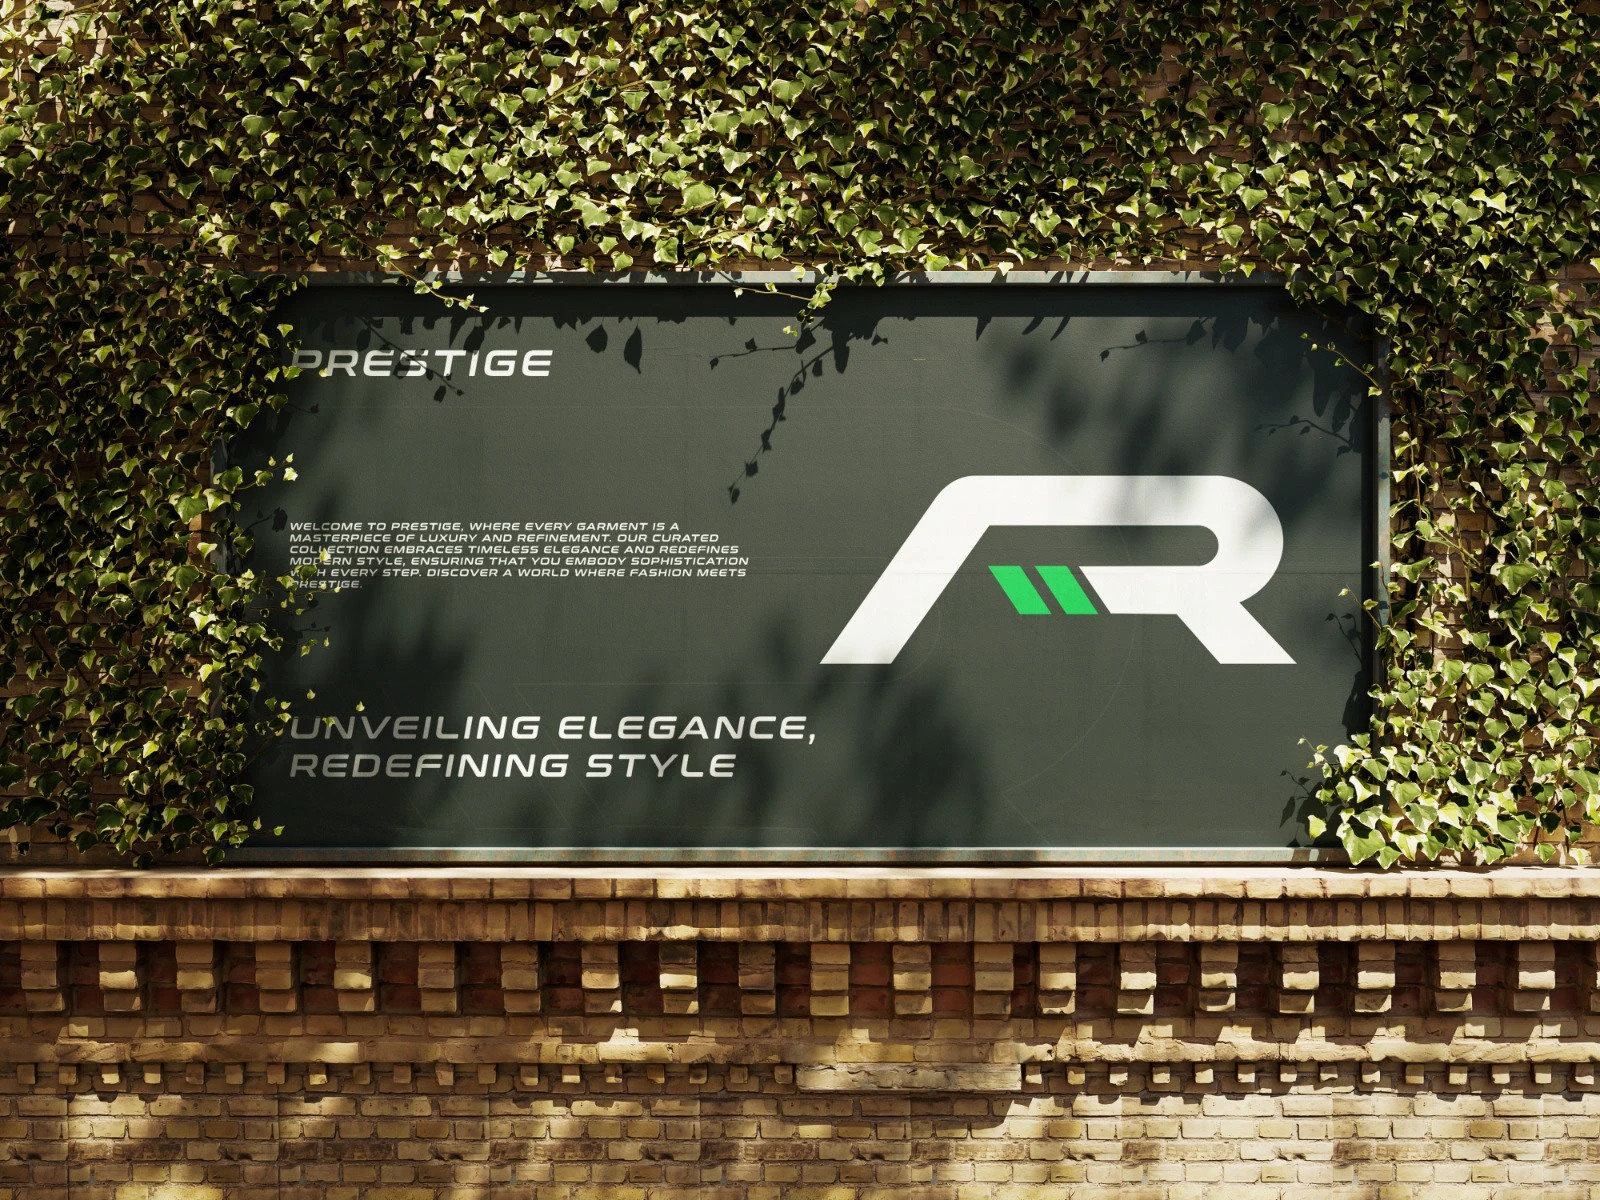 PRESTIGE
WELCOME TO PRESTIGE, WHERE EVERY GARMENT IS A
MASTERPIECE OF LUXURY AND REFINEMENT. OUR CURATED
COLLECTION EMBRACES TIMELESS ELEGANCE AND REDEFINES
MODERN STYLE, ENSURING THAT YOU EMBODY SOPHISTICATION
WITH EVERY STEP. DISCOVER A WORLD WHERE FASHION MEETS
PRESTIGE.
AR
UNVEILING ELEGANCE,
REDEFINING STYLE